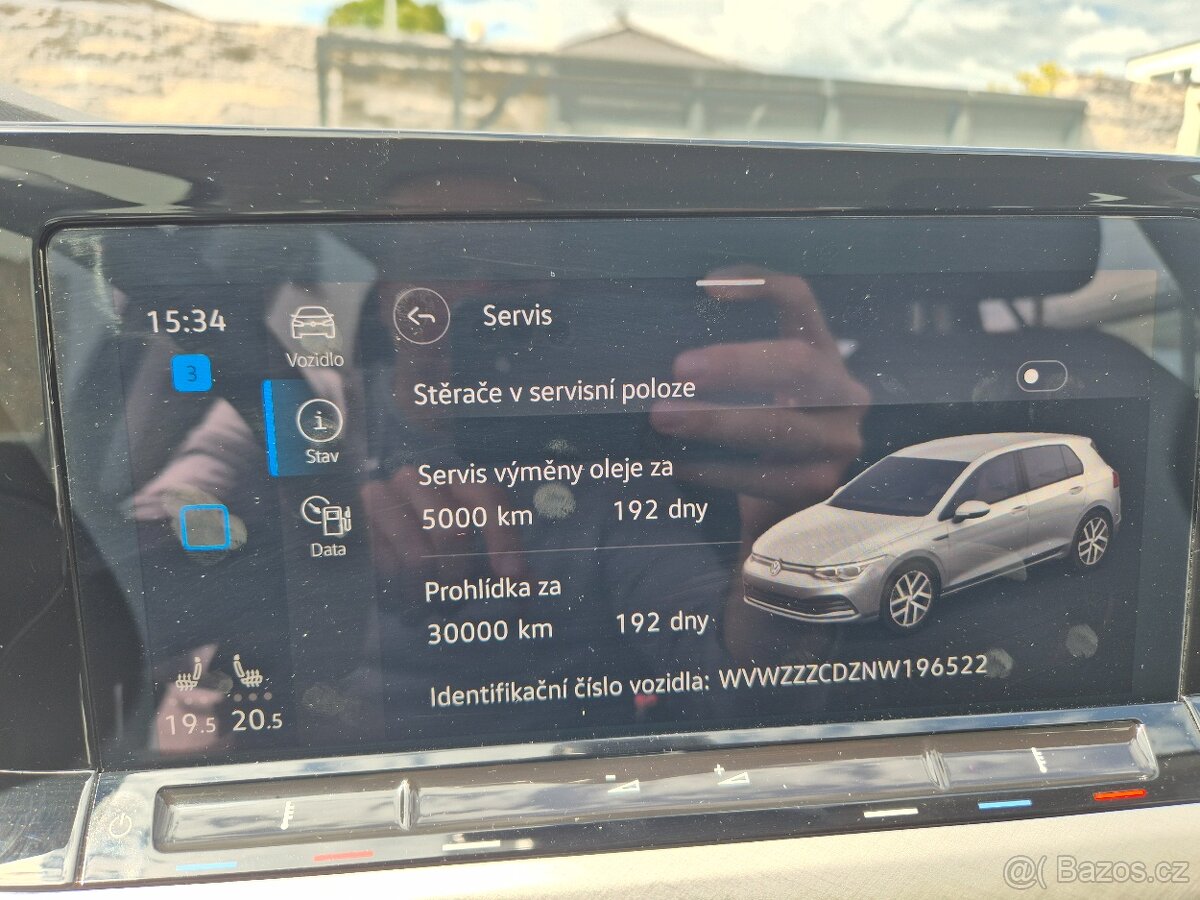 15:34
3
Vozidlo
Servis
Stěrače v servisní poloze
Stav
Servis výměny oleje za
5000 km 192 dny
Data
Prohlídka za
30000 km 192 dny
Identifikační číslo vozidla: WVWZZZCDZNW196522
19.5 20.5
@( Bazos.cz